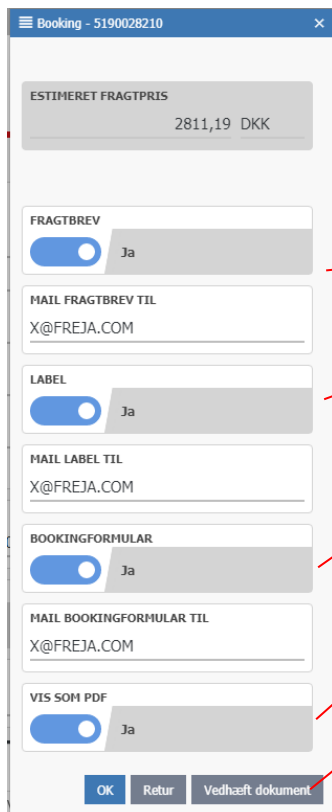 Booking - 5190028210
ESTIMERET FRAGTPRIS
2811,19 DKK
FRAGTBREV
Ja
MAIL FRAGTBREV TIL
X@FREJA.COM
LABEL
Ja
MAIL LABEL TIL
X@FREJA.COM
BOOKINGFORMULAR
Ja
MAIL BOOKINGFORMULAR TIL
X@FREJA.COM
VIS SOM PDF
Ja
OK Retur Vedhæft dokument